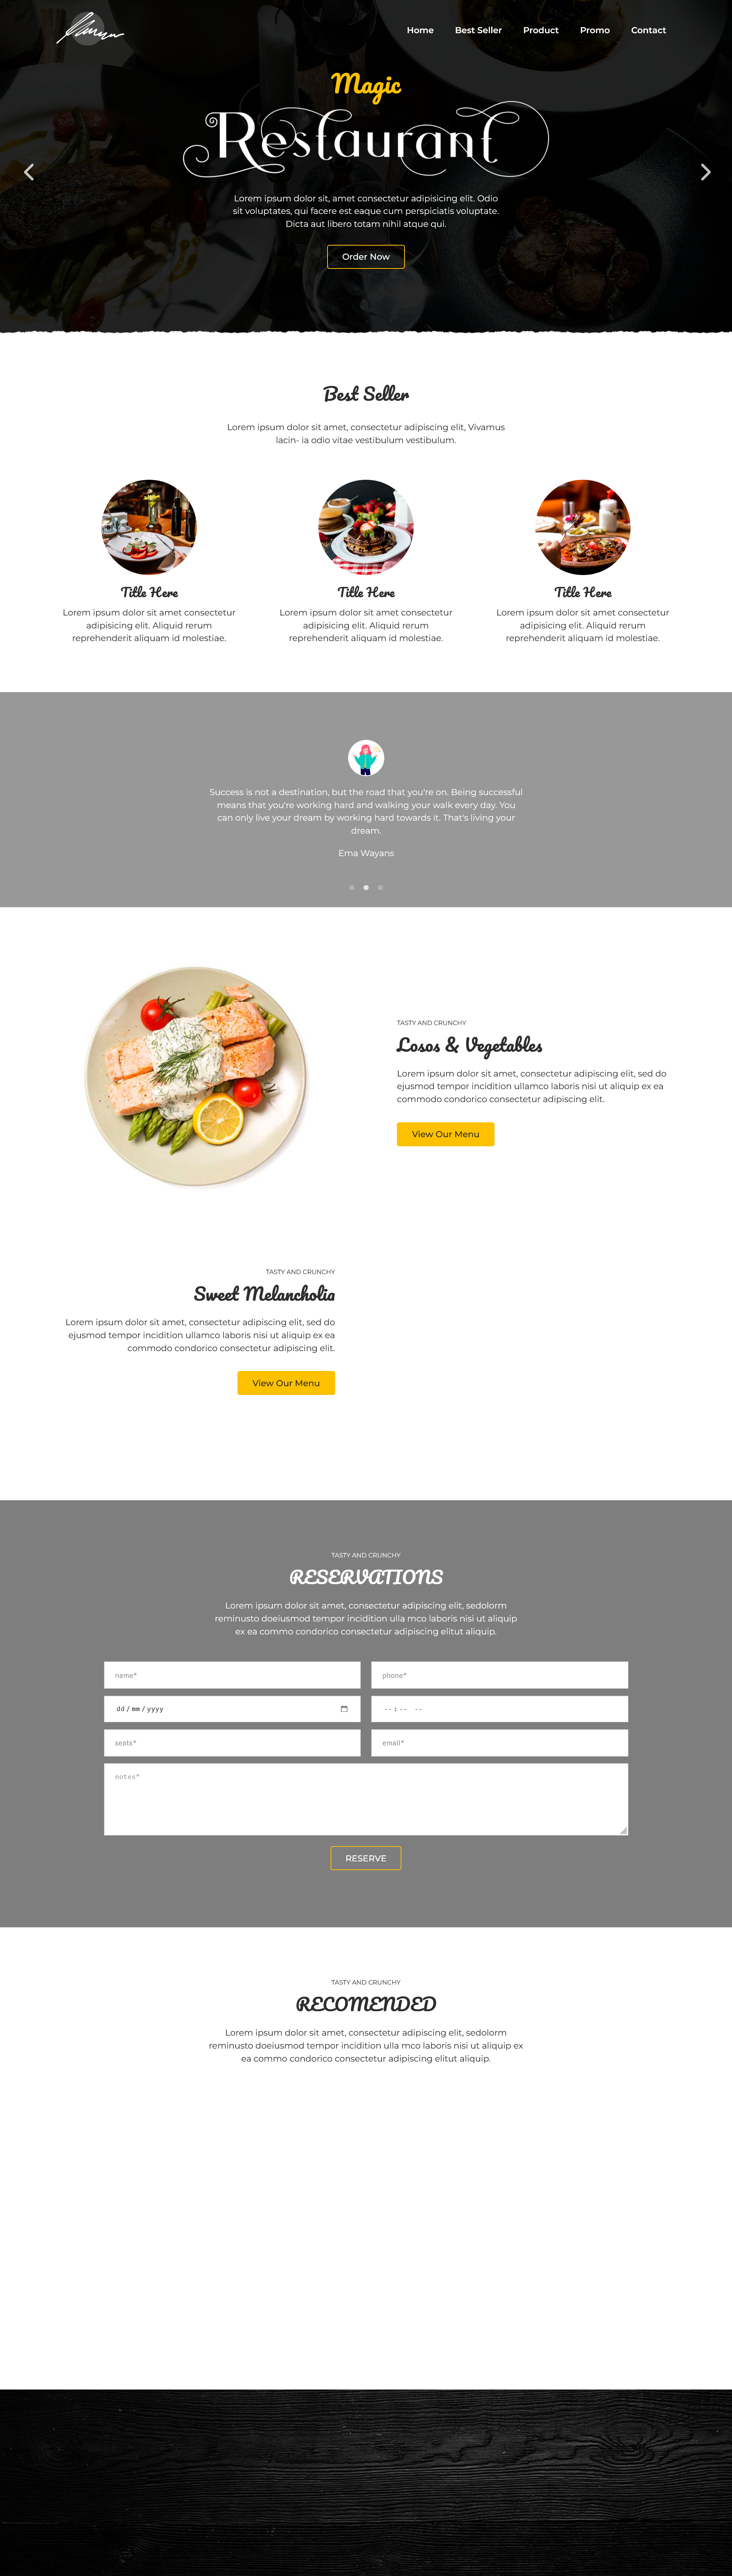 Home Best Seller Product Promo Contact
Magic
Restaurant
Lorem ipsum dolor sit, amet consectetur adipisicing elit. Odio
sit voluptates, qui facere est eaque cum perspiciatis voluptate.
Dicta aut libero totam nihil atque qui.
Order Now
Best Seller
Lorem ipsum dolor sit amet, consectetur adipiscing elit, Vivamus
lacin- ia odio vitae vestibulum vestibulum.
Title Here
Lorem ipsum dolor sit amet consectetur
adipisicing elit. Aliquid rerum
reprehenderit aliquam id molestiae.
Title Here
Lorem ipsum dolor sit amet consectetur
adipisicing elit. Aliquid rerum
reprehenderit aliquam id molestiae.
Title Here
Lorem ipsum dolor sit amet consectetur
adipisicing elit. Aliquid rerum
reprehenderit aliquam id molestiae.
Success is not a destination, but the road that you're on. Being successful
means that you're working hard and walking your walk every day. You
can only live your dream by working hard towards it. That's living your
dream.
Ema Wayans
TASTY AND CRUNCHY
Losos & Vegetables
Lorem ipsum dolor sit amet, consectetur adipiscing elit, sed do
ejusmod tempor incidition ullamco laboris nisi ut aliquip ex ea
commodo condorico consectetur adipiscing elit.
View Our Menu
TASTY AND CRUNCHY
Sweet Melancholia
Lorem ipsum dolor sit amet, consectetur adipiscing elit, sed do
ejusmod tempor incidition ullamco laboris nisi ut aliquip ex ea
commodo condorico consectetur adipiscing elit.
View Our Menu
TASTY AND CRUNCHY
RESERVATIONS
Lorem ipsum dolor sit amet, consectetur adipiscing elit, sedolorm
reminusto doeiusmod tempor incidition ulla mco laboris nisi ut aliquip
ex ea commo condorico consectetur adipiscing elitut aliquip.
name*
phone*
dd/mm/yyyy
--:-- --
seats*
email*
notes*
RESERVE
TASTY AND CRUNCHY
RECOMENDED
Lorem ipsum dolor sit amet, consectetur adipiscing elit, sedolorm
reminusto doeiusmod tempor incidition ulla mco laboris nisi ut aliquip ex
ea commo condorico consectetur adipiscing elitut aliquip.